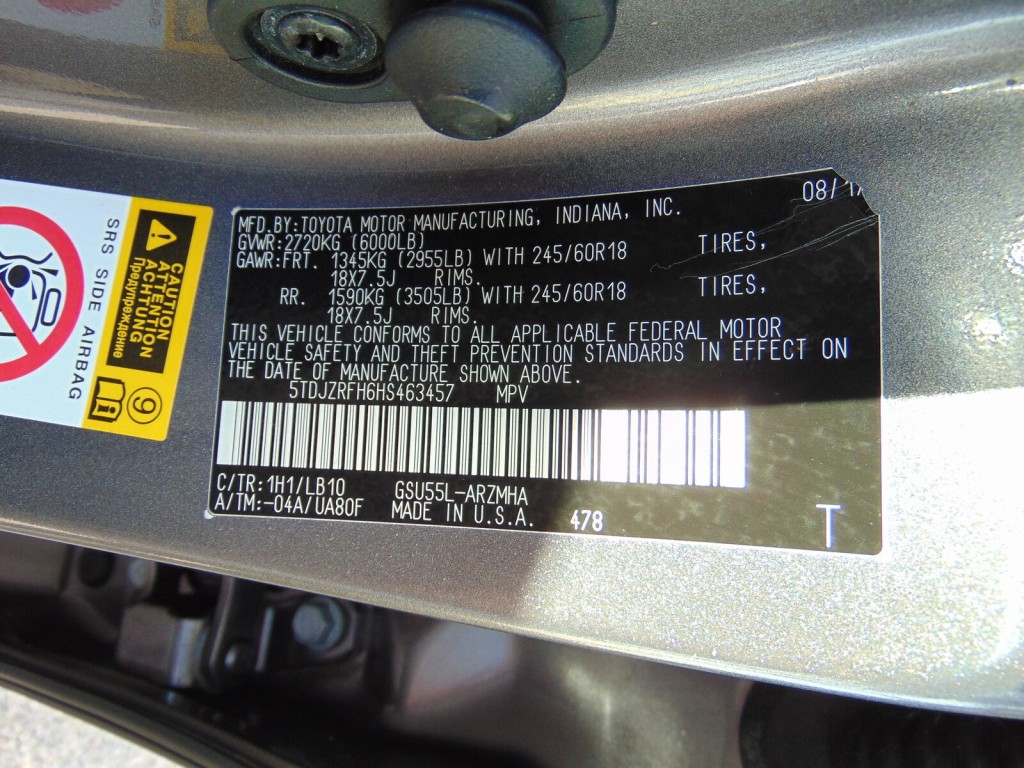 08/17
MFD.BY:TOYOTA MOTOR MANUFACTURING, INDIANA, INC.
GVWR:2720KG (6000LB)
GAWR:FRT. 1345KG (2955LB) WITH 245/60R18 TIRES,
18X7.5J RIMS.
RR. 1590KG (3505LB) WITH 245/60R18 TIRES,
18X7.5J RIMS.
THIS VEHICLE CONFORMS TO ALL APPLICABLE FEDERAL MOTOR
VEHICLE SAFETY AND THEFT PREVENTION STANDARDS IN EFFECT ON
THE DATE OF MANUFACTURE SHOWN ABOVE.
5TDJZRFH6HS463457 MPV
C/TR:1H1/LB10 GSU55L-ARZMHA
A/TM:-04A/UA80F MADE IN U.S.A. 478 T
SRS SIDE AIRBAG
CAUTION
ATTENTION
ACHTUNG
Предупреждение
9